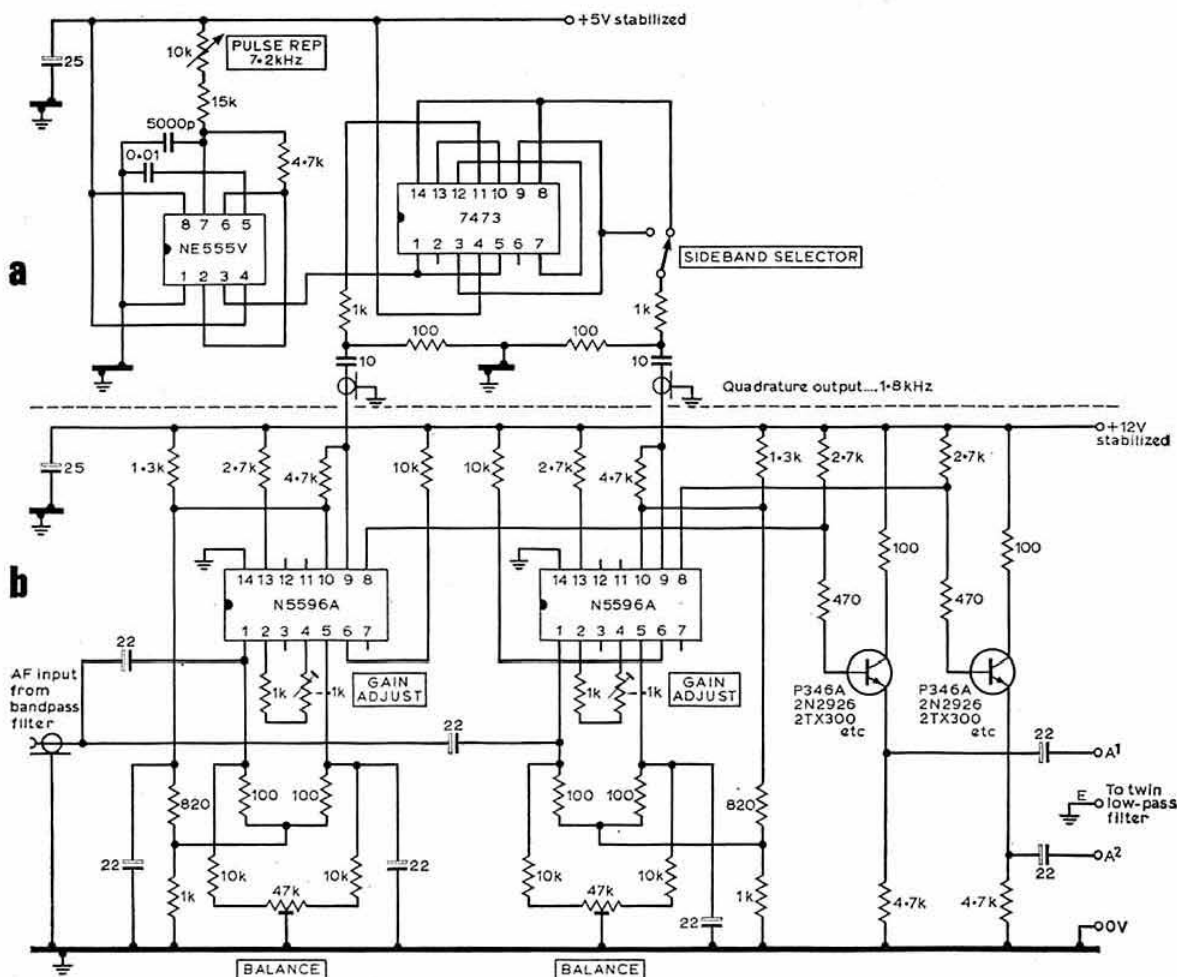 +5V stabilized
25
10k
PULSE REP
7·2kHz
15k
5000p
0·01
4·7k
8 7 6 5
NE555V
1 2 3 4
a
14 13 12 11 10 9 8
7473
1 2 3 4 5 6 7
SIDEBAND SELECTOR
1k
100
100
1k
10
10
Quadrature output....1·8kHz
+12V
stabilized
25
1·3k
2·7k
4·7k
10k
10k
2·7k
4·7k
1·3k
2·7k
2·7k
100
100
b
14 13 12 11 10 9 8
N5596A
1 2 3 4 5 6 7
14 13 12 11 10 9 8
N5596A
1 2 3 4 5 6 7
470
470
22
AF input
from
bandpass
filter
1k
1k
GAIN
ADJUST
1k
1k
GAIN
ADJUST
P346A
2N2926
2TX300
etc
P346A
2N2926
2TX300
etc
22
22
A1
820
100
100
100
100
820
E
To twin
low-pass
filter
22
10k
10k
22
10k
10k
22
A2
1k
47k
47k
22
1k
4·7k
4·7k
0V
BALANCE
BALANCE